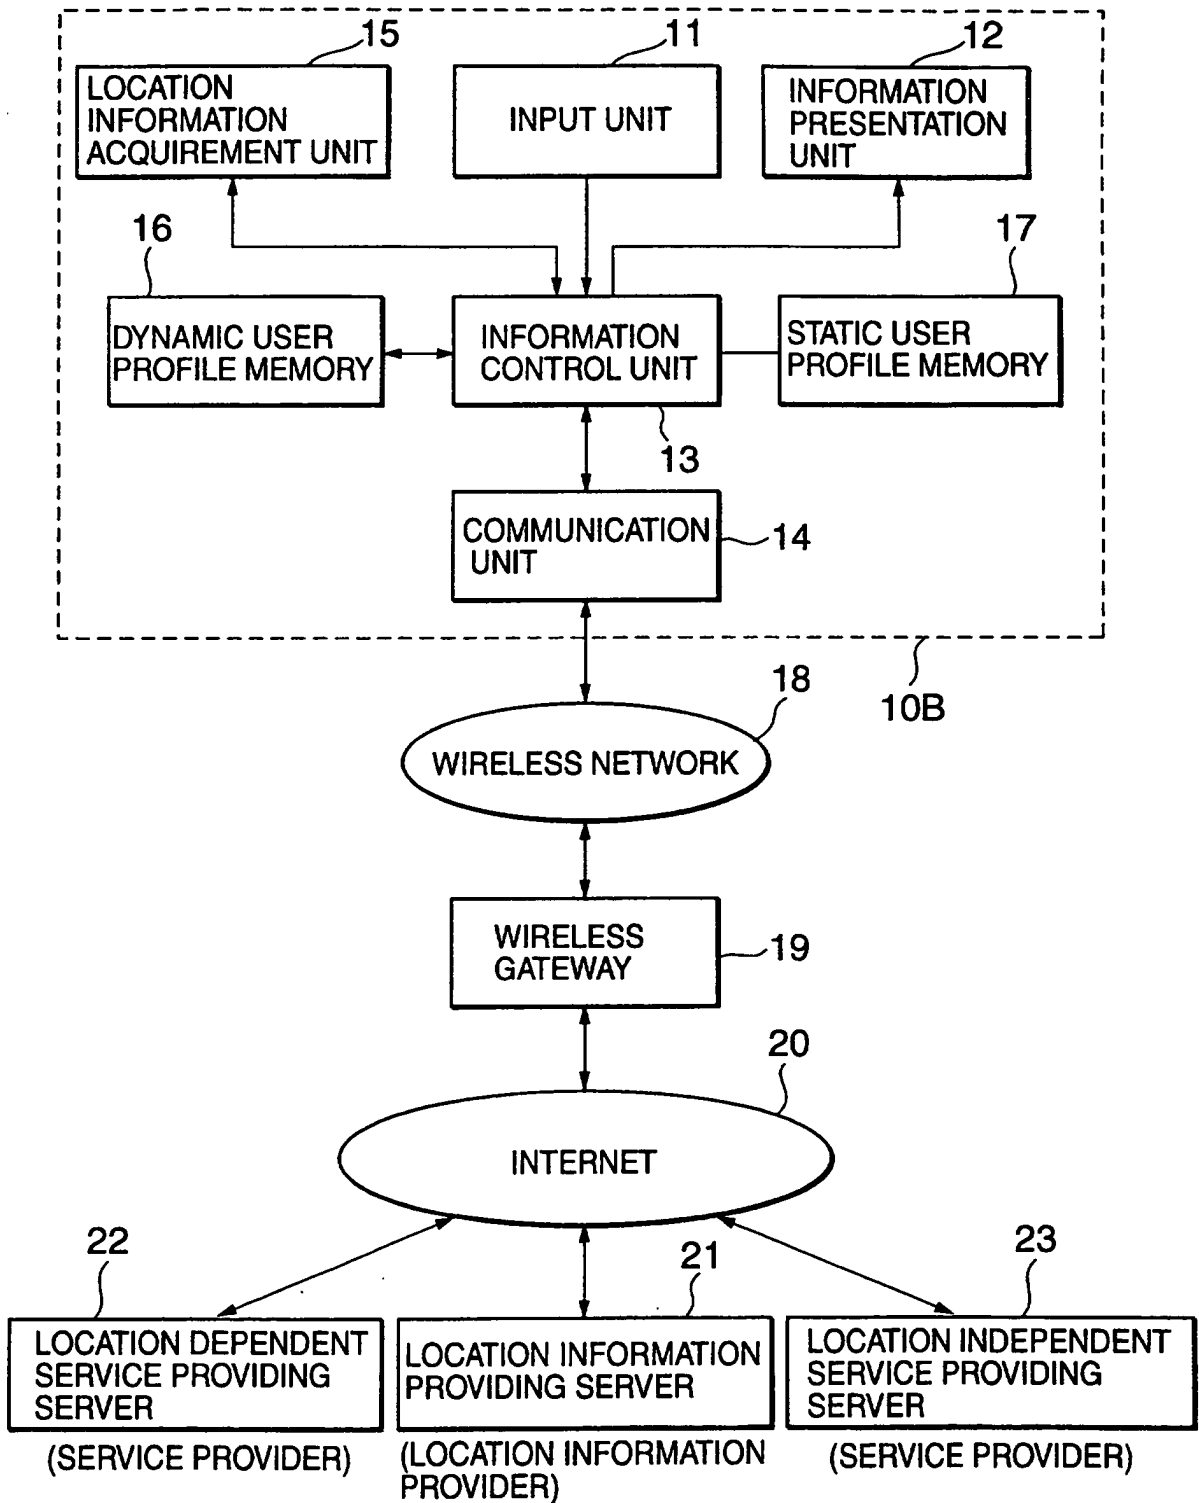 15
11
12
LOCATION
INFORMATION
ACQUIREMENT UNIT
INPUT UNIT
INFORMATION
PRESENTATION
UNIT
16
17
DYNAMIC USER
PROFILE MEMORY
INFORMATION
CONTROL UNIT
STATIC USER
PROFILE MEMORY
13
COMMUNICATION
UNIT
14
10B
18
WIRELESS NETWORK
WIRELESS
GATEWAY
19
20
INTERNET
22
21
23
LOCATION DEPENDENT
SERVICE PROVIDING
SERVER
(SERVICE PROVIDER)
LOCATION INFORMATION
PROVIDING SERVER
(LOCATION INFORMATION
PROVIDER)
LOCATION INDEPENDENT
SERVICE PROVIDING
SERVER
(SERVICE PROVIDER)